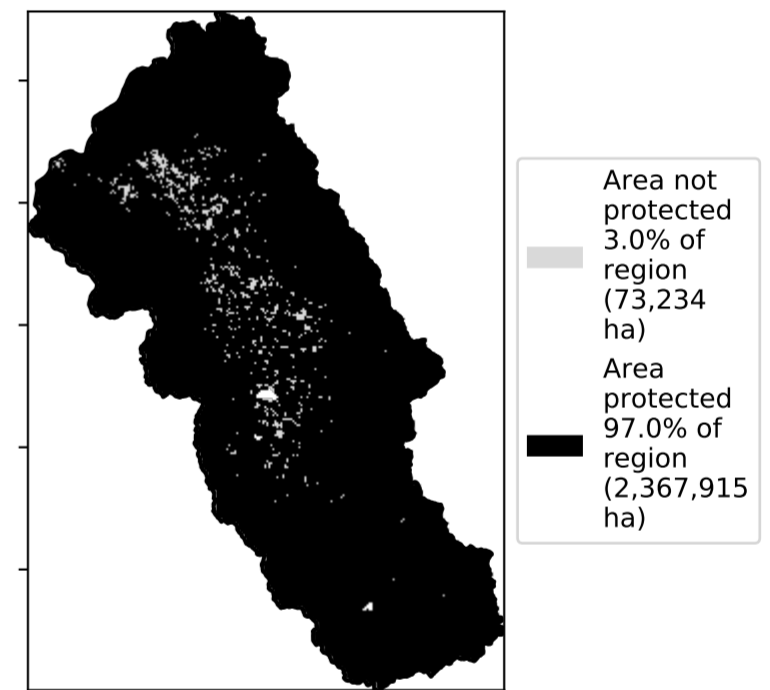 Area not
protected
3.0% of
region
(73,234
ha)
Area
protected
97.0% of
region
(2,367,915
ha)